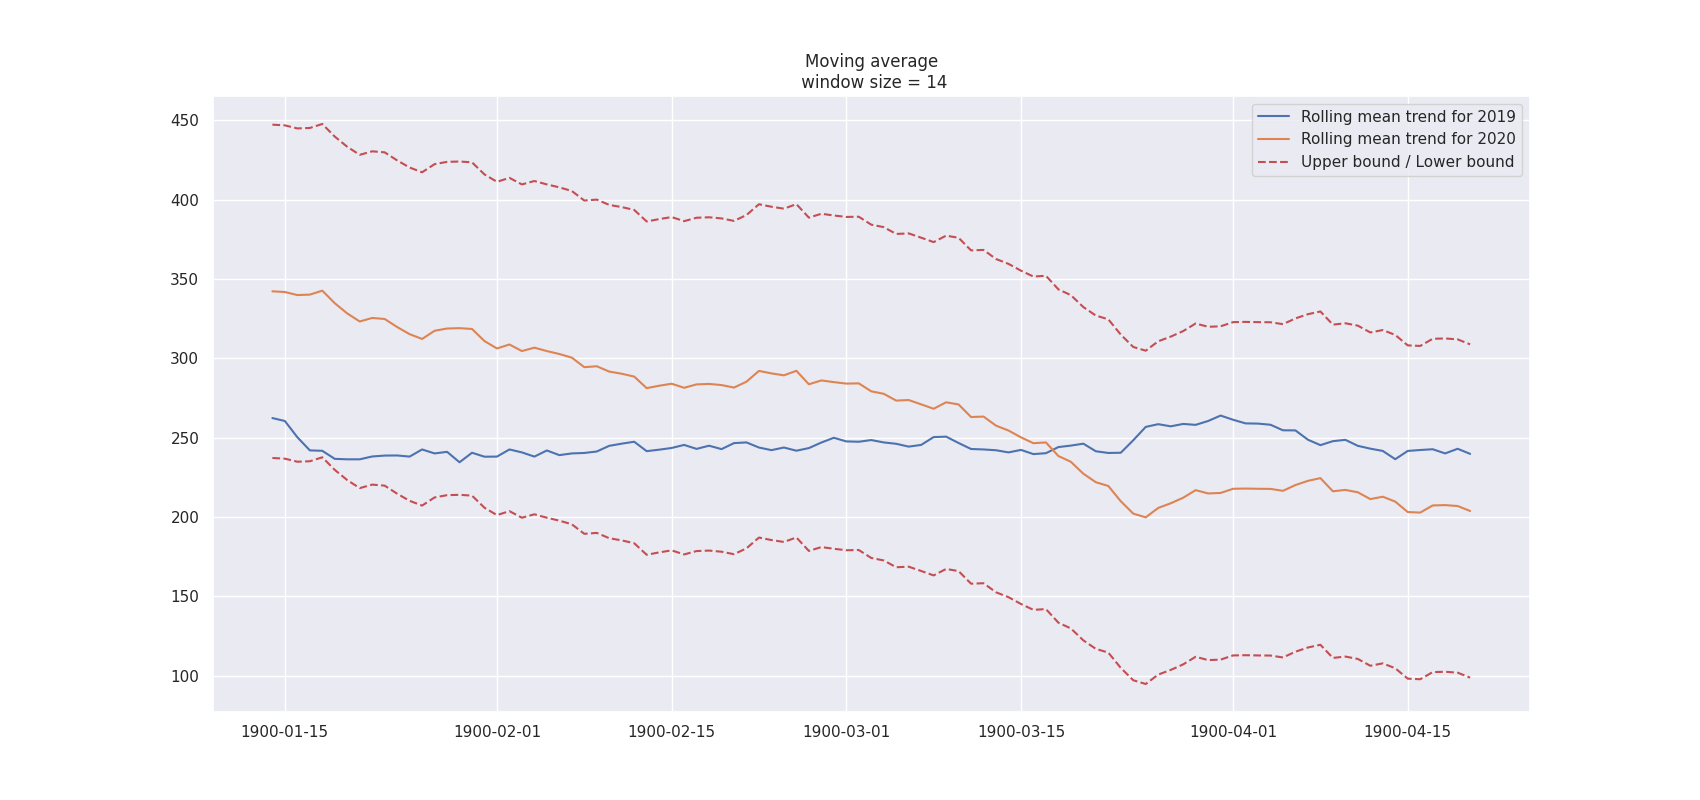 Moving average
window size = 14
Rolling mean trend for 2019
Rolling mean trend for 2020
Upper bound / Lower bound
450
400
350
300
250
200
150
100
1900-01-15 1900-02-01 1900-02-15 1900-03-01 1900-03-15 1900-04-01 1900-04-15